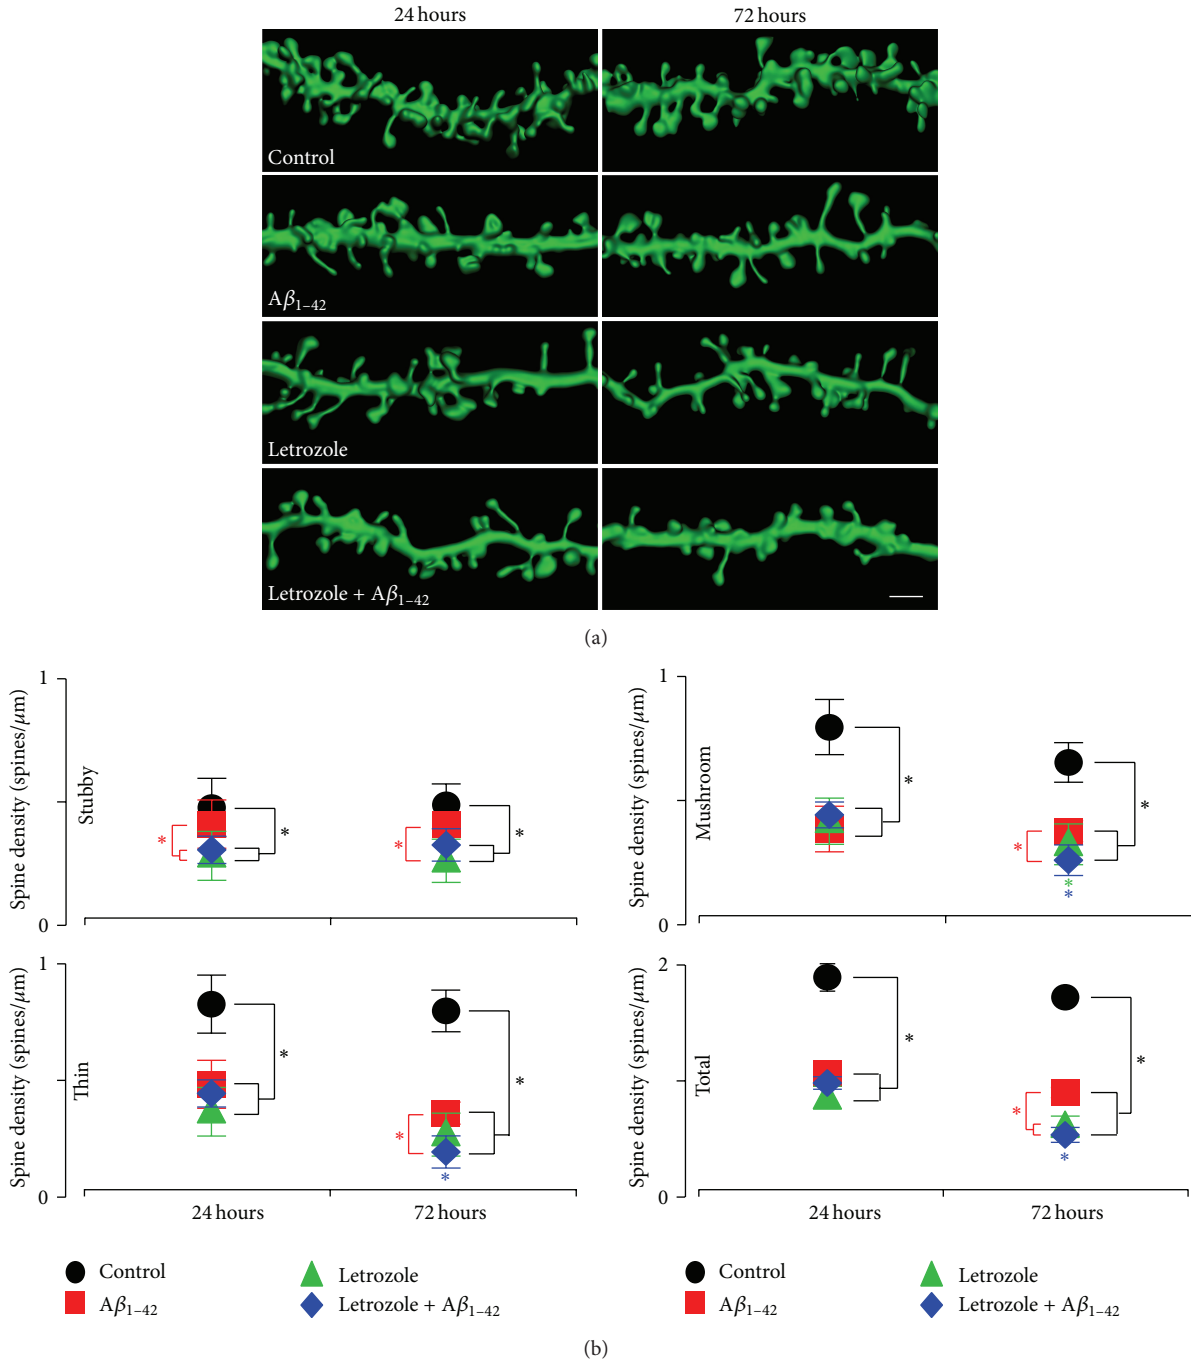 24 hours
72 hours
Control
Aβ1–42
Letrozole
Letrozole + Aβ1–42
(a)
Spine density (spines/μm)
Stubby
1
0
*
*
*
*
Spine density (spines/μm)
Mushroom
1
0
*
*
*
*
*
Spine density (spines/μm)
Thin
1
0
*
*
*
*
24 hours
72 hours
Spine density (spines/μm)
Total
2
0
*
*
*
*
24 hours
72 hours
Control
Aβ1–42
Letrozole
Letrozole + Aβ1–42
Control
Aβ1–42
Letrozole
Letrozole + Aβ1–42
(b)